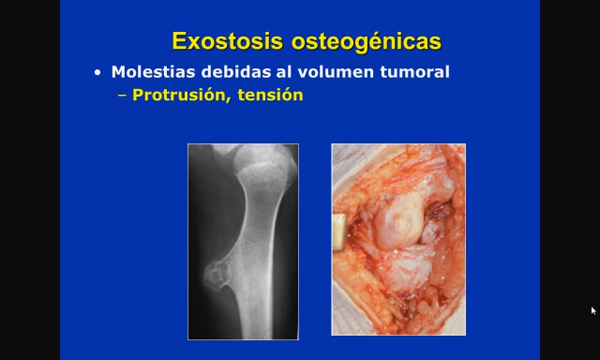 Exostosis osteogénicas
• Molestias debidas al volumen tumoral
– Protrusión, tensión